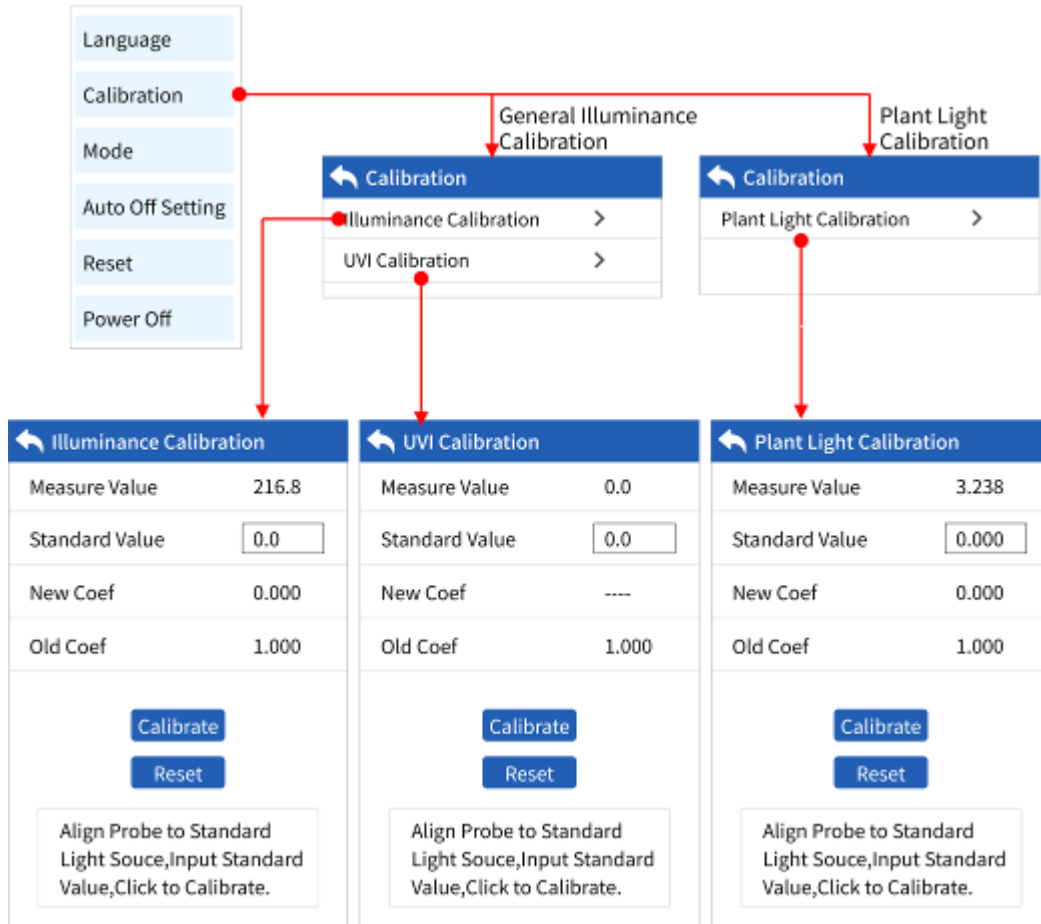 Language
Calibration
Mode
Auto Off Setting
Reset
Power Off
General Illuminance
Calibration
Plant Light
Calibration
Calibration
Illuminance Calibration >
UVI Calibration >
Calibration
Plant Light Calibration >
Illuminance Calibration
Measure Value 216.8
Standard Value 0.0
New Coef 0.000
Old Coef 1.000
Calibrate
Reset
Align Probe to Standard
Light Souce,Input Standard
Value,Click to Calibrate.
UVI Calibration
Measure Value 0.0
Standard Value 0.0
New Coef ----
Old Coef 1.000
Calibrate
Reset
Align Probe to Standard
Light Souce,Input Standard
Value,Click to Calibrate.
Plant Light Calibration
Measure Value 3.238
Standard Value 0.000
New Coef 0.000
Old Coef 1.000
Calibrate
Reset
Align Probe to Standard
Light Souce,Input Standard
Value,Click to Calibrate.